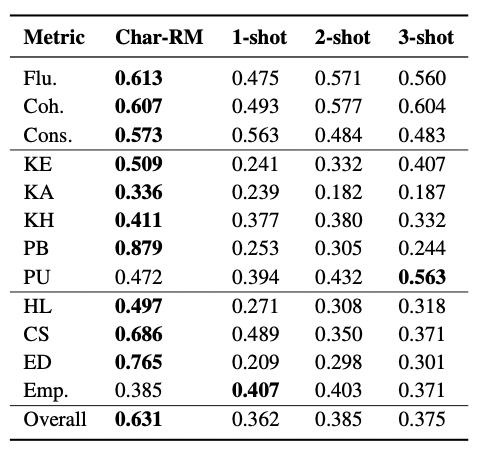 Metric Char-RM 1-shot 2-shot 3-shot
Flu. 0.613 0.475 0.571 0.560
Coh. 0.607 0.493 0.577 0.604
Cons. 0.573 0.563 0.484 0.483
KE 0.509 0.241 0.332 0.407
KA 0.336 0.239 0.182 0.187
KH 0.411 0.377 0.380 0.332
PB 0.879 0.253 0.305 0.244
PU 0.472 0.394 0.432 0.563
HL 0.497 0.271 0.308 0.318
CS 0.686 0.489 0.350 0.371
ED 0.765 0.209 0.298 0.301
Emp. 0.385 0.407 0.403 0.371
Overall 0.631 0.362 0.385 0.375